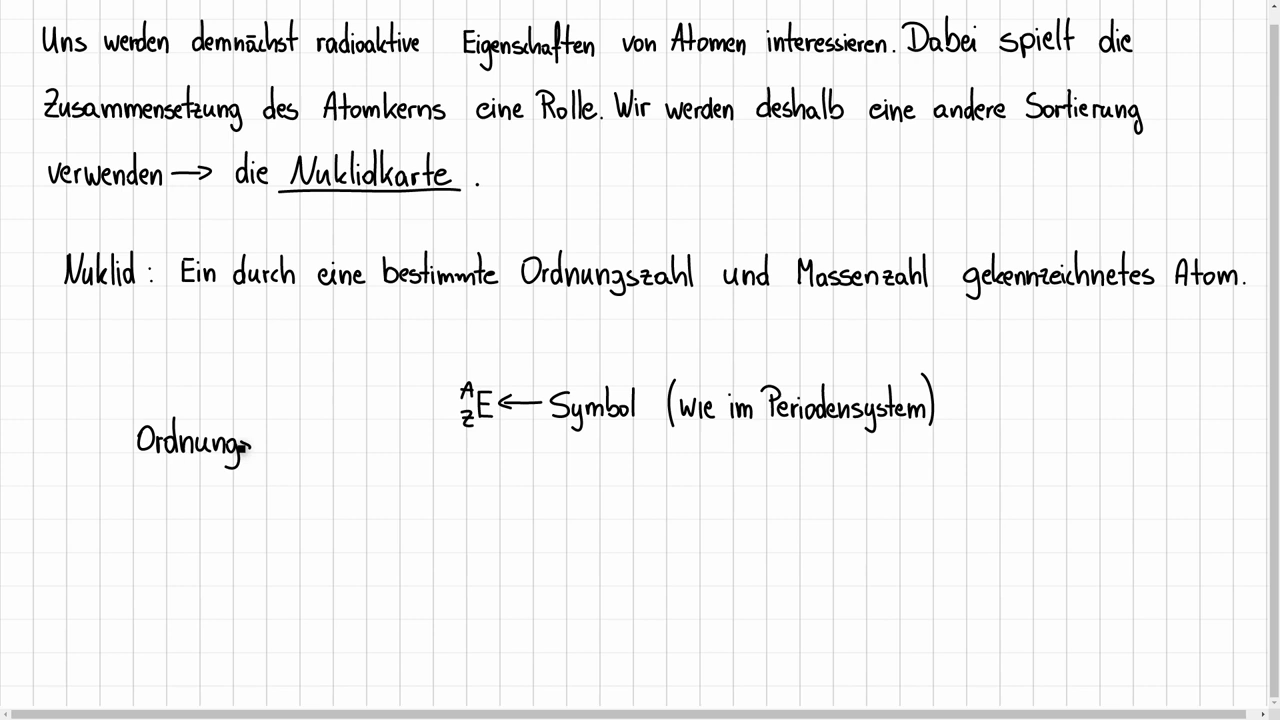 Uns werden demnächst radioaktive Eigenschaften von Atomen interessieren. Dabei spielt die
Zusammensetzung des Atomkerns eine Rolle. Wir werden deshalb eine andere Sortierung
verwenden → die Nuklidkarte.
Nuklid: Ein durch eine bestimmte Ordnungszahl und Massenzahl gekennzeichnetes Atom.
A
Z E ← Symbol (wie im Periodensystem)
Ordnungs